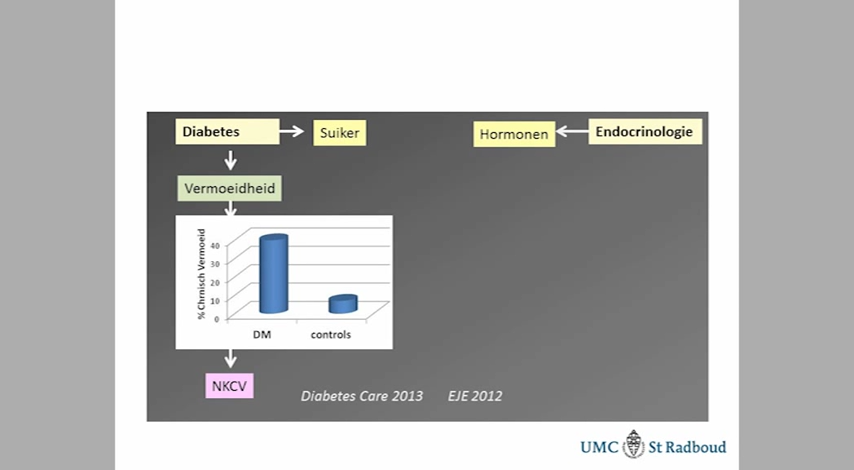 Diabetes
Suiker
Hormonen
Endocrinologie
Vermoeidheid
% Chrnisch Vermoeid
40
30
20
10
0
DM
controls
NKCV
Diabetes Care 2013
EJE 2012
UMC St Radboud